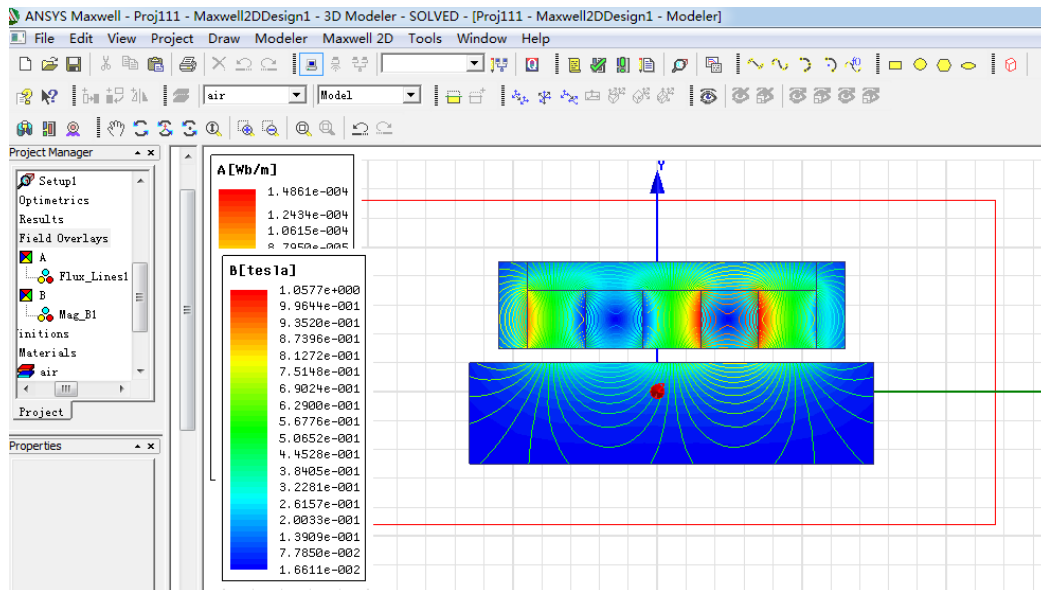 ANSYS Maxwell - Proj111 - Maxwell2DDesign1 - 3D Modeler - SOLVED - [Proj111 - Maxwell2DDesign1 - Modeler]
File Edit View Project Draw Modeler Maxwell 2D Tools Window Help
air Model
Project Manager
Setup1
Optimetrics
Results
Field Overlays
A
Flux_Lines1
B
Mag_B1
finitions
Materials
air
Project
Properties
A[Wb/m]
1.4861e-004
1.2434e-004
1.0615e-004
8.7950e-005
B[tesla]
1.0577e+000
9.9644e-001
9.3520e-001
8.7396e-001
8.1272e-001
7.5148e-001
6.9024e-001
6.2900e-001
5.6776e-001
5.0652e-001
4.4528e-001
3.8405e-001
3.2281e-001
2.6157e-001
2.0033e-001
1.3909e-001
7.7850e-002
1.6611e-002
Y